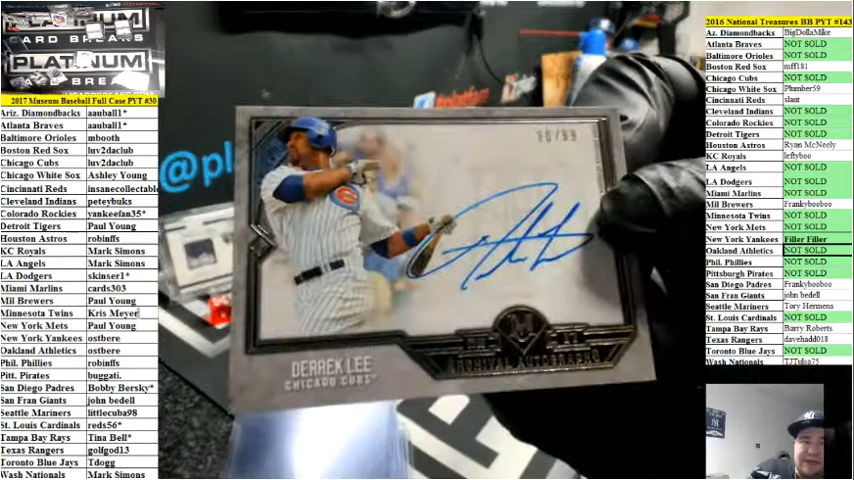 PLATINUM
CARD BREAKS
PLATINUM
2017 Museum Baseball Full Case PYT #30
Ariz. Diamondbacks aauball1*
Atlanta Braves aauball1*
Baltimore Orioles mbooth
Boston Red Sox luv2daclub
Chicago Cubs luv2daclub
Chicago White Sox Ashley Young
Cincinnati Reds insanecollectabl
Cleveland Indians peteybuks
Colorado Rockies yankeefan35*
Detroit Tigers Paul Young
Houston Astros robinffs
KC Royals Mark Simons
LA Angels Mark Simons
LA Dodgers skinser1*
Miami Marlins cards303
Mil Brewers Paul Young
Minnesota Twins Kris Meyer
New York Mets Paul Young
New York Yankees ostbere
Oakland Athletics ostbere
Phil. Phillies robinffs
Pitt. Pirates buggati.
San Diego Padres Bobby Bersky*
San Fran Giants john bedell
Seattle Mariners littlecuba98
St. Louis Cardinals reds56*
Tampa Bay Rays Tina Bell*
Texas Rangers golfgod13
Toronto Blue Jays Tdogg
Wash Nationals Mark Simons
@pl
90/99
DERREK LEE
CHICAGO CUBS
ARCHIVAL AUTOGRAPHS
2016 National Treasures BB PYT #143
Az. Diamondbacks BigDollaMike
Atlanta Braves NOT SOLD
Baltimore Orioles NOT SOLD
Boston Red Sox mff181
Chicago Cubs NOT SOLD
Chicago White Sox Plumber59
Cincinnati Reds slant
Cleveland Indians NOT SOLD
Colorado Rockies NOT SOLD
Detroit Tigers NOT SOLD
Houston Astros Ryan McNeely
KC Royals leftyboo
LA Angels NOT SOLD
LA Dodgers NOT SOLD
Miami Marlins NOT SOLD
Mil Brewers Frankybooboo
Minnesota Twins NOT SOLD
New York Mets NOT SOLD
New York Yankees Filler Filler
Oakland Athletics NOT SOLD
Phil. Phillies NOT SOLD
Pittsburg Pirates NOT SOLD
San Diego Padres Frankybooboo
San Fran Giants john bedell
Seattle Mariners Tory Hermens
St. Louis Cardinals NOT SOLD
Tampa Bay Rays Barry Roberts
Texas Rangers davehadd018
Toronto Blue Jays NOT SOLD
Wash Nationals TJTulsa75